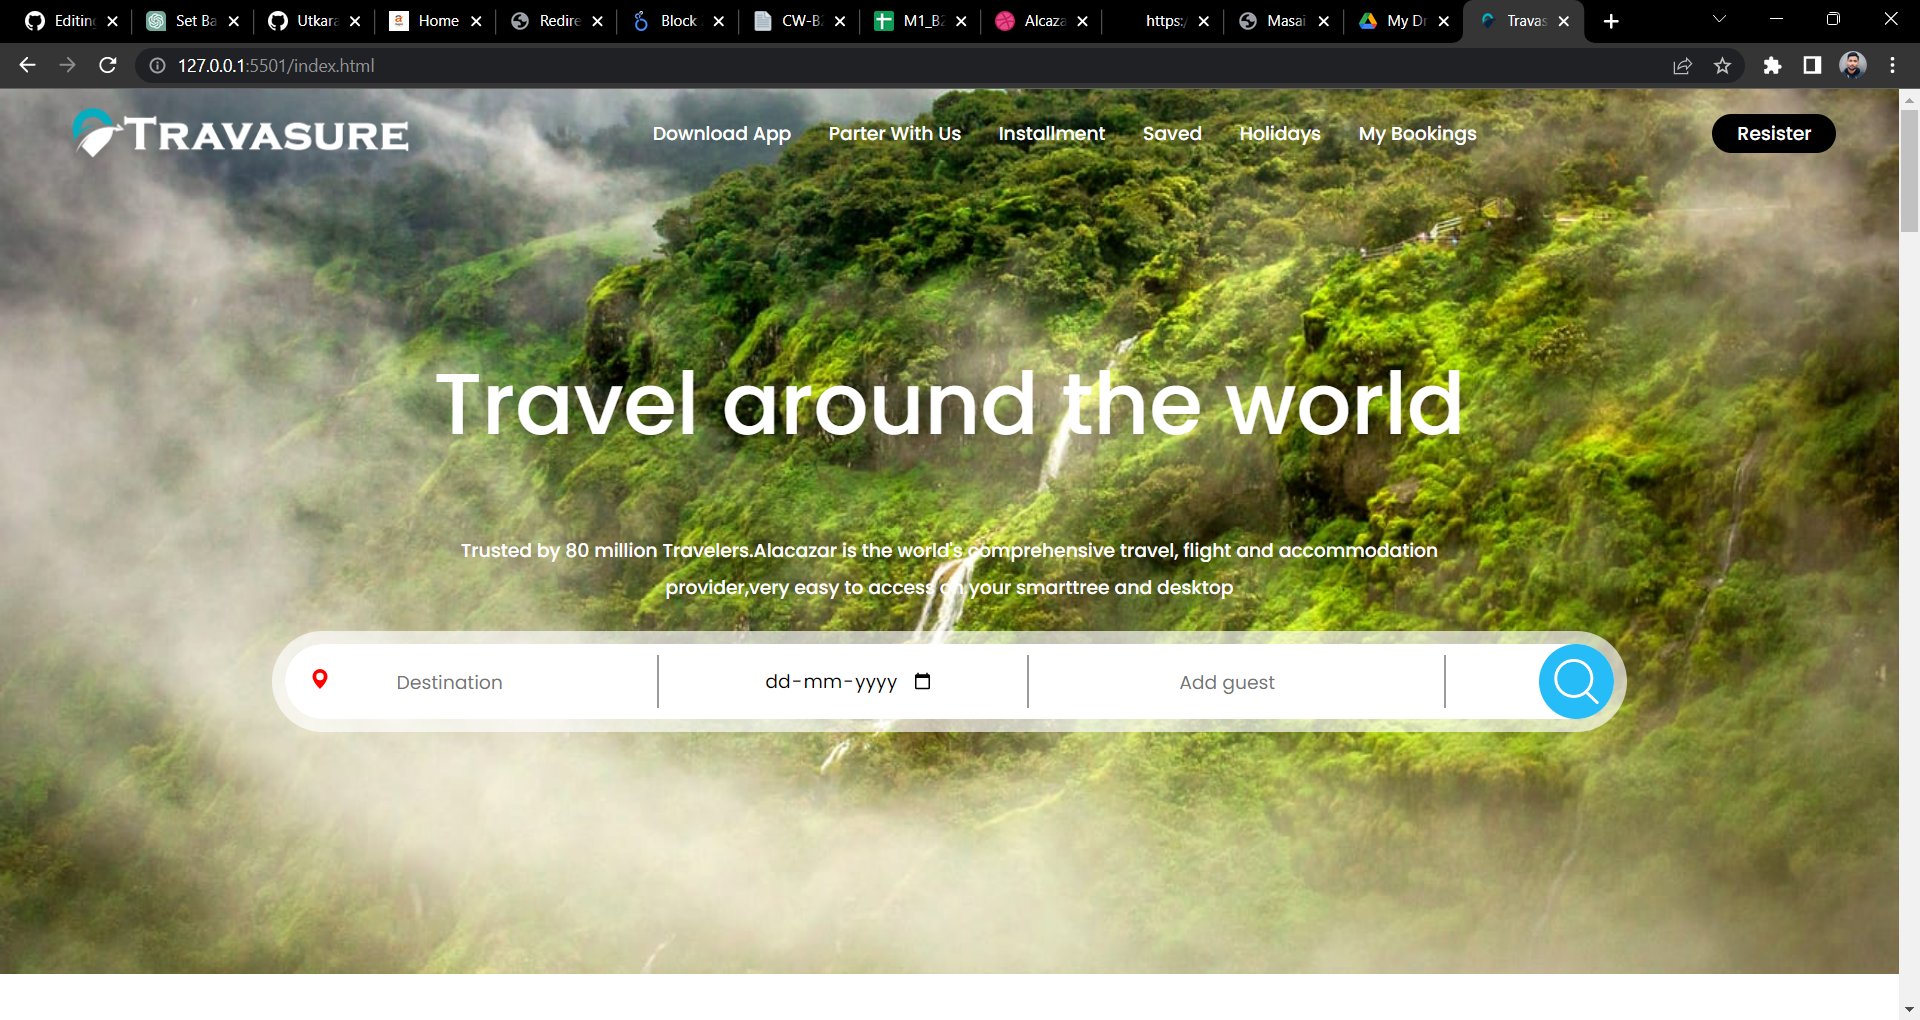 Editing
Set Ba
Utkara
Home
Redire
Block
CW-B
M1_B2
Alcaza
https:/
Masai
My Dr
Travas
127.0.0.1:5501/index.html
TRAVASURE
Download App
Parter With Us
Installment
Saved
Holidays
My Bookings
Resister
Travel around the world
Trusted by 80 million Travelers.Alacazar is the world's comprehensive travel, flight and accommodation
provider,very easy to access on your smarttree and desktop
Destination
dd-mm-yyyy
Add guest